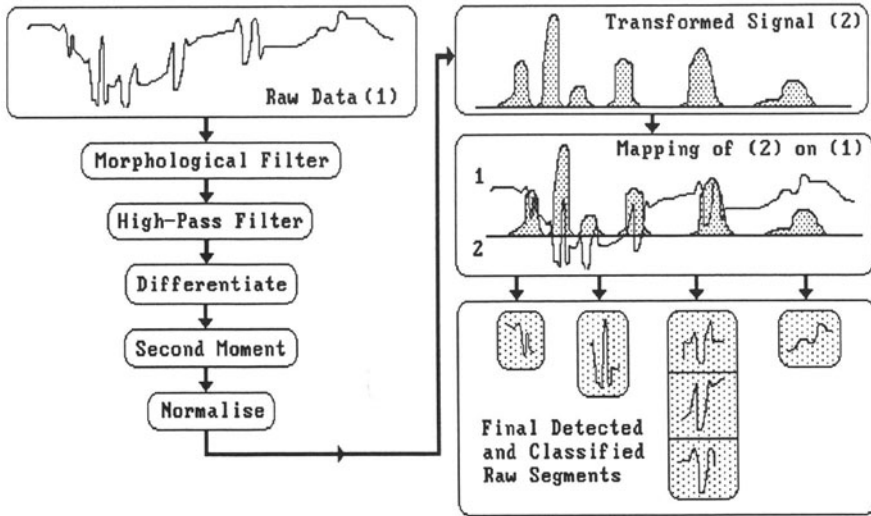 Raw Data (1)
Morphological Filter
High-Pass Filter
Differentiate
Second Moment
Normalise
Transformed Signal (2)
Mapping of (2) on (1)
1
2
Final Detected
and Classified
Raw Segments